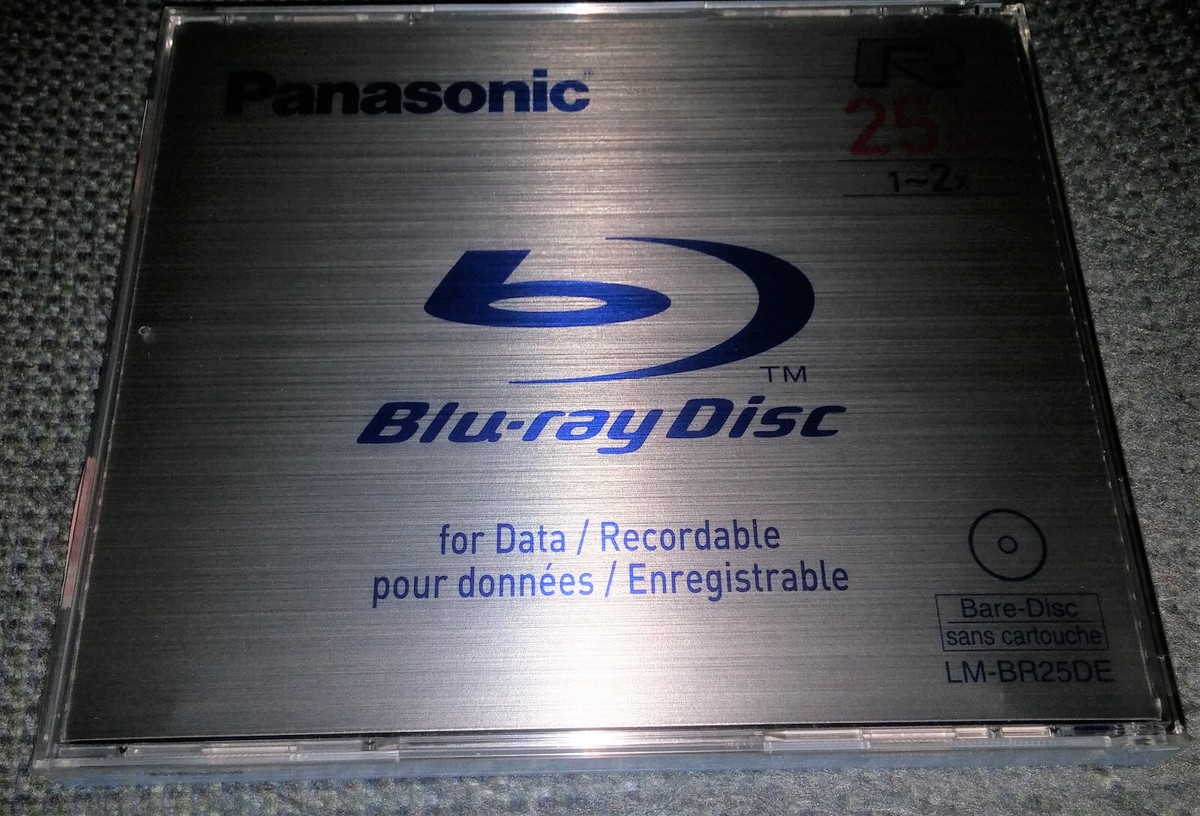 Panasonic
R
25
1~2x
TM
Blu-ray Disc
for Data / Recordable
pour données / Enregistrable
Bare-Disc
sans cartouche
LM-BR25DE